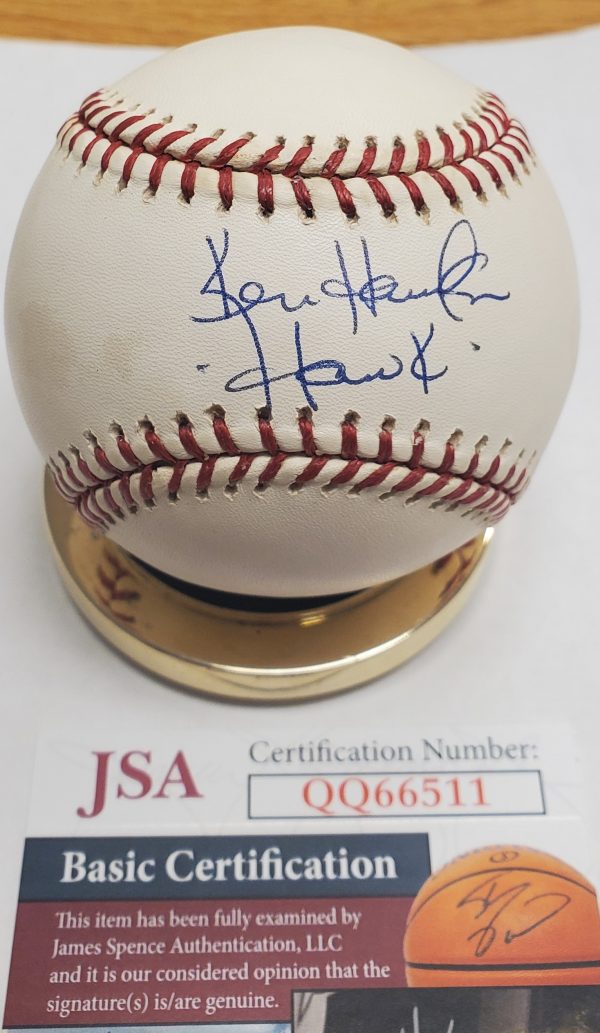 Ken Harrelson
"Hawk"
JSA
Certification Number:
QQ66511
Basic Certification
This item has been fully examined by
James Spence Authentication, LLC
and it is our considered opinion that the
signature(s) is/are genuine.